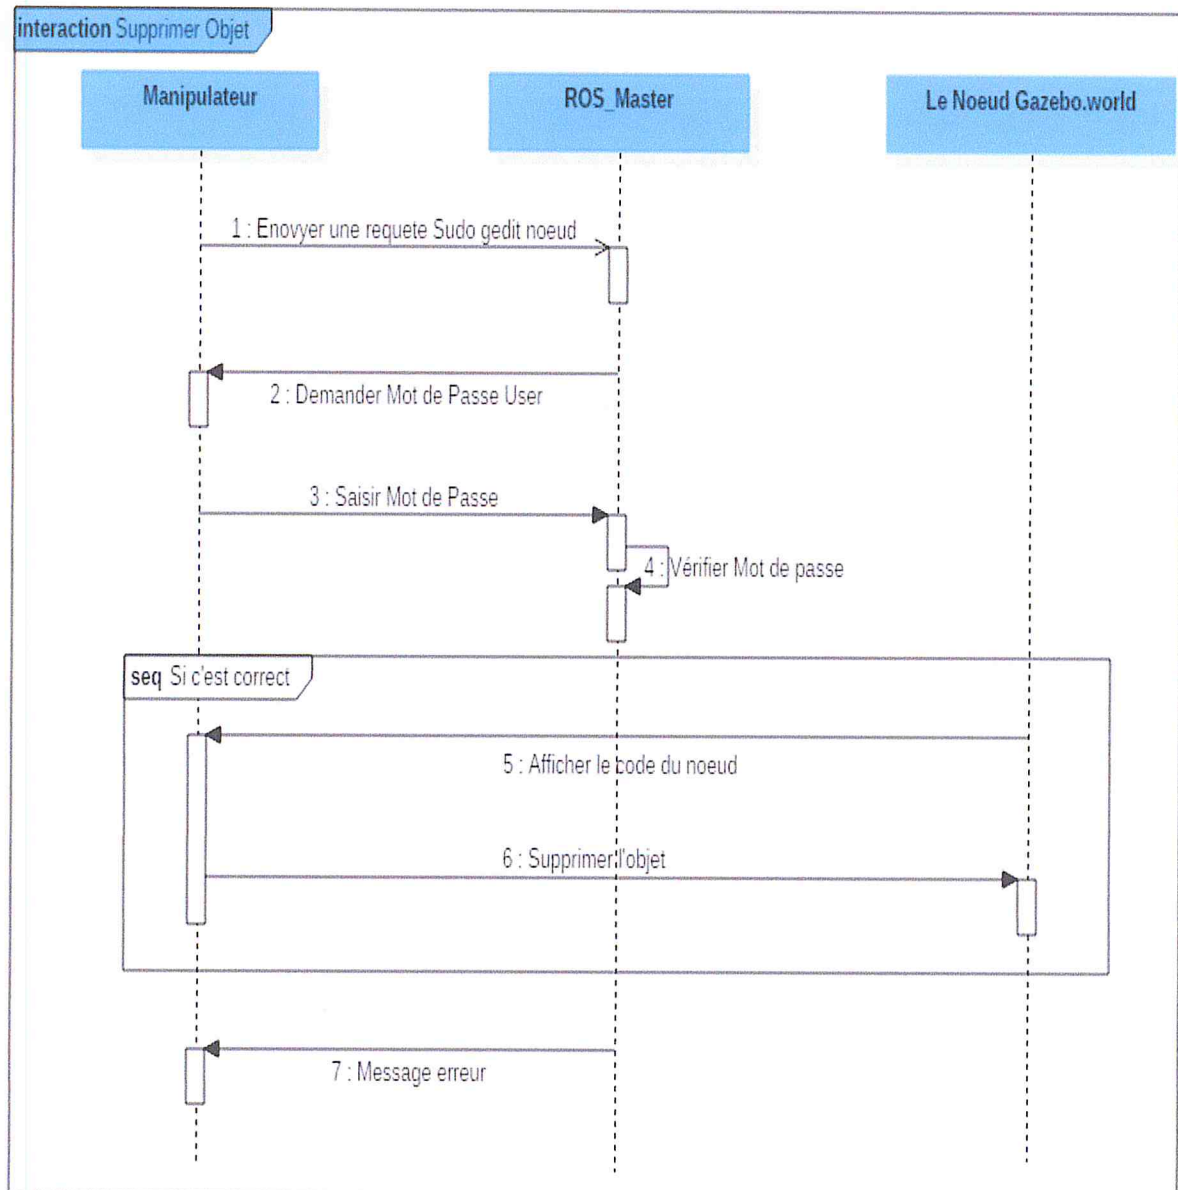 interaction Supprimer Objet
Manipulateur
ROS_Master
Le Noeud Gazebo.world
1 : Enovyer une requete Sudo gedit noeud
2 : Demander Mot de Passe User
3 : Saisir Mot de Passe
4 : Vérifier Mot de passe
seq Si c'est correct
5 : Afficher le code du noeud
6 : Supprimer l'objet
7 : Message erreur